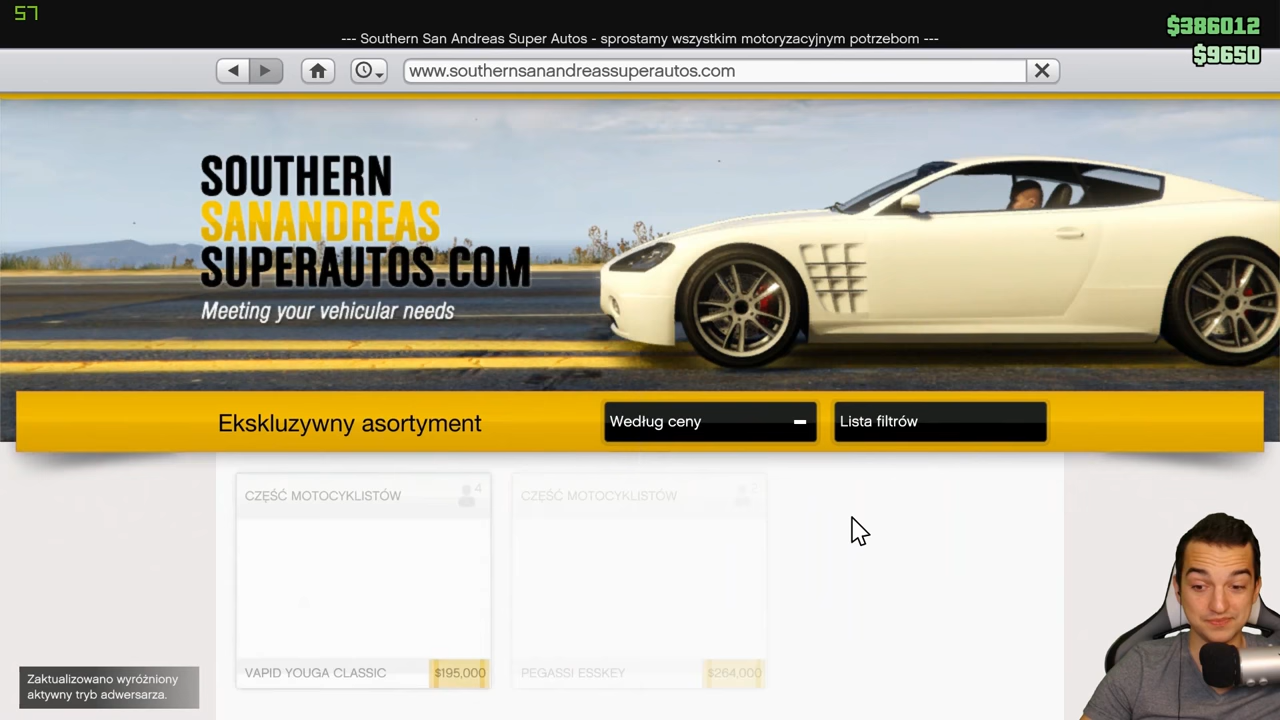 57
--- Southern San Andreas Super Autos - sprostamy wszystkim motoryzacyjnym potrzebom ---
$386012
$9650
www.southernsanandreassuperautos.com
SOUTHERN
SANANDREAS
SUPERAUTOS.COM
Meeting your vehicular needs
Ekskluzywny asortyment
Według ceny
Lista filtrów
CZĘŚĆ MOTOCYKLISTÓW 4
CZĘŚĆ MOTOCYKLISTÓW 2
VAPID YOUGA CLASSIC $195,000
PEGASSI ESSKEY $264,000
Zaktualizowano wyróżniony
aktywny tryb adwersarza.